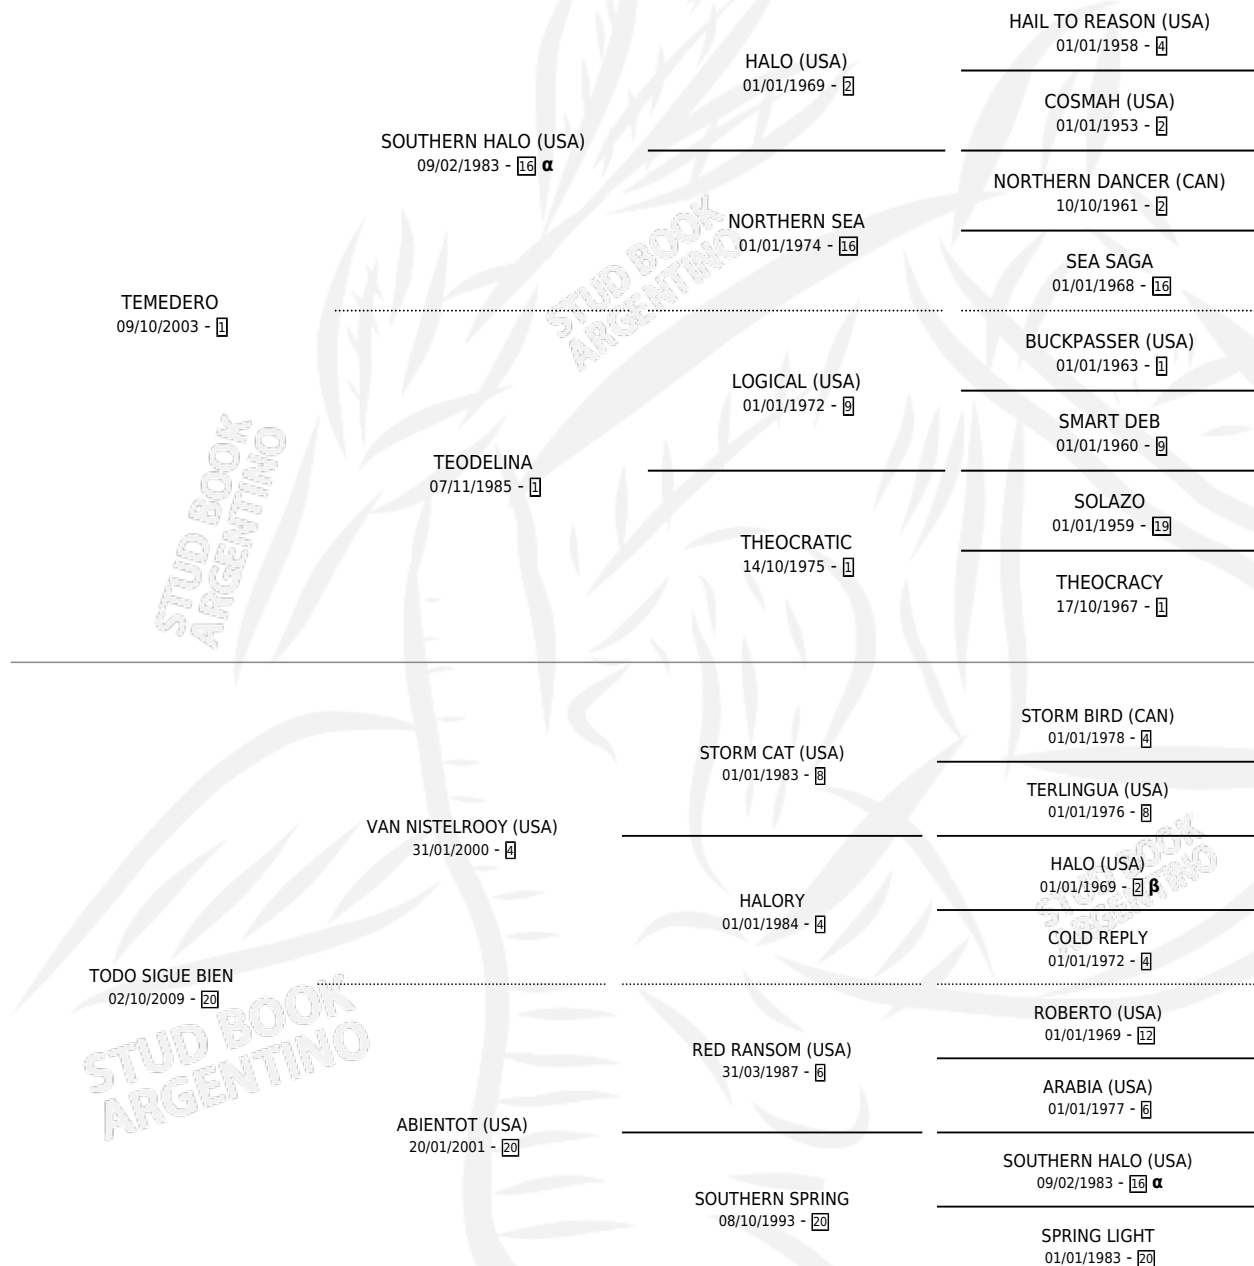 HAIL TO REASON (USA)
01/01/1958 - 4
HALO (USA)
01/01/1969 - 2
COSMAH (USA)
01/01/1953 - 2
SOUTHERN HALO (USA)
09/02/1983 - 16 α
NORTHERN DANCER (CAN)
10/10/1961 - 2
NORTHERN SEA
01/01/1974 - 16
SEA SAGA
01/01/1968 - 16
STUD BOOK
ARGENTINO
TEMEDERO
09/10/2003 - 1
BUCKPASSER (USA)
01/01/1963 - 1
LOGICAL (USA)
01/01/1972 - 9
SMART DEB
01/01/1960 - 9
TEODELINA
07/11/1985 - 1
SOLAZO
01/01/1959 - 19
THEOCRATIC
14/10/1975 - 1
THEOCRACY
17/10/1967 - 1
STUD BOOK
ARGENTINO
STORM BIRD (CAN)
01/01/1978 - 4
STORM CAT (USA)
01/01/1983 - 8
TERLINGUA (USA)
01/01/1976 - 8
VAN NISTELROOY (USA)
31/01/2000 - 4
HALO (USA)
01/01/1969 - 2 β
HALORY
01/01/1984 - 4
COLD REPLY
01/01/1972 - 4
STUD BOOK
ARGENTINO
TODO SIGUE BIEN
02/10/2009 - 20
ROBERTO (USA)
01/01/1969 - 12
RED RANSOM (USA)
31/03/1987 - 6
ARABIA (USA)
01/01/1977 - 6
ABIENTOT (USA)
20/01/2001 - 20
SOUTHERN HALO (USA)
09/02/1983 - 16 α
SOUTHERN SPRING
08/10/1993 - 20
SPRING LIGHT
01/01/1983 - 20
STUD BOOK
ARGENTINO